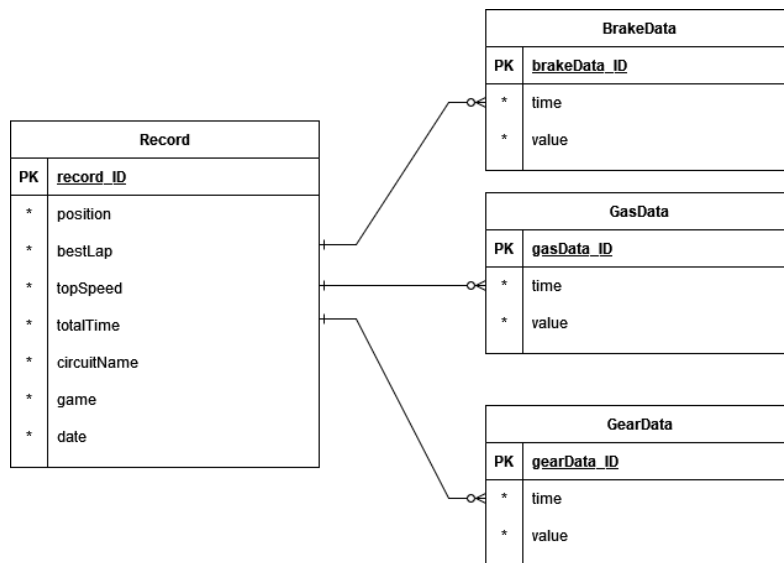 Record
PK record_ID
* position
* bestLap
* topSpeed
* totalTime
* circuitName
* game
* date
BrakeData
PK brakeData_ID
* time
* value
GasData
PK gasData_ID
* time
* value
GearData
PK gearData_ID
* time
* value